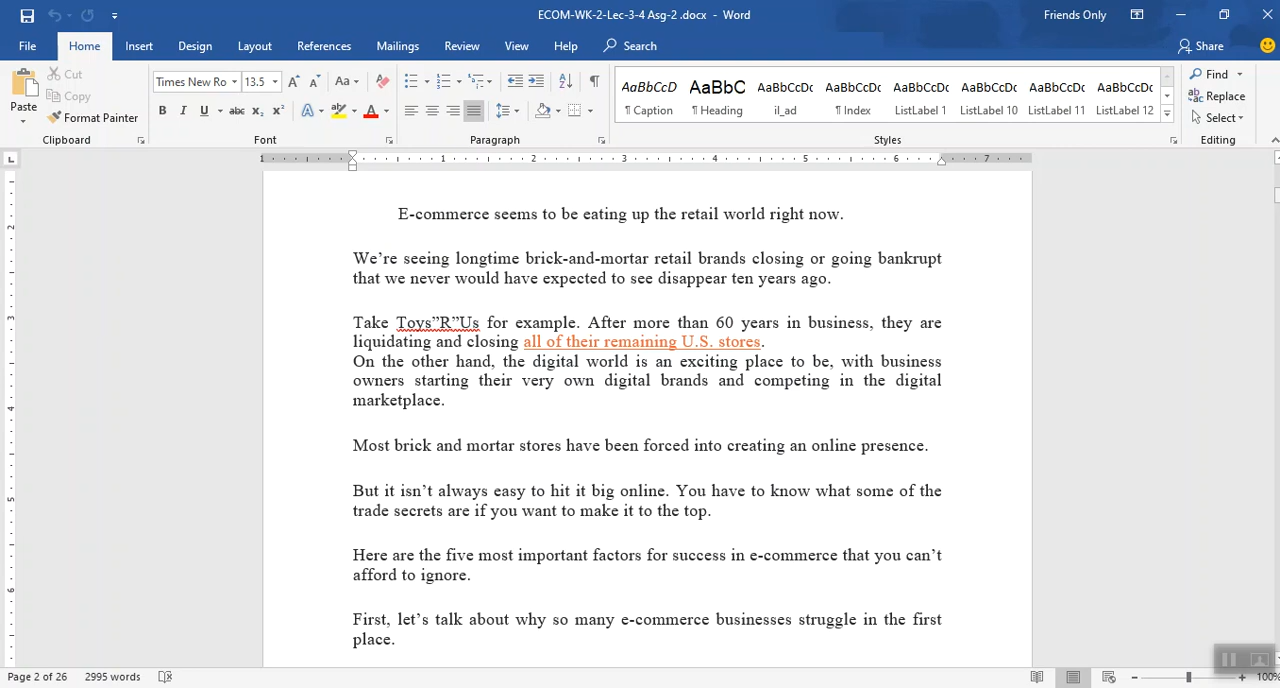 ECOM-WK-2-Lec-3-4 Asg-2 .docx - Word
Friends Only
File Home Insert Design Layout References Mailings Review View Help Search Share
Paste
Cut
Copy
Format Painter
Clipboard
Times New Ro 13.5
Font
Paragraph
AaBbCcD AaBbC AaBbCcDc AaBbCcDc AaBbCcDc AaBbCcDc AaBbCcDc AaBbCcDc
¶ Caption ¶ Heading il_ad ¶ Index ListLabel 1 ListLabel 10 ListLabel 11 ListLabel 12
Styles
Find
Replace
Select
Editing
E-commerce seems to be eating up the retail world right now.
We’re seeing longtime brick-and-mortar retail brands closing or going bankrupt
that we never would have expected to see disappear ten years ago.
Take Toys”R”Us for example. After more than 60 years in business, they are
liquidating and closing all of their remaining U.S. stores.
On the other hand, the digital world is an exciting place to be, with business
owners starting their very own digital brands and competing in the digital
marketplace.
Most brick and mortar stores have been forced into creating an online presence.
But it isn’t always easy to hit it big online. You have to know what some of the
trade secrets are if you want to make it to the top.
Here are the five most important factors for success in e-commerce that you can’t
afford to ignore.
First, let’s talk about why so many e-commerce businesses struggle in the first
place.
Page 2 of 26 2995 words 100%